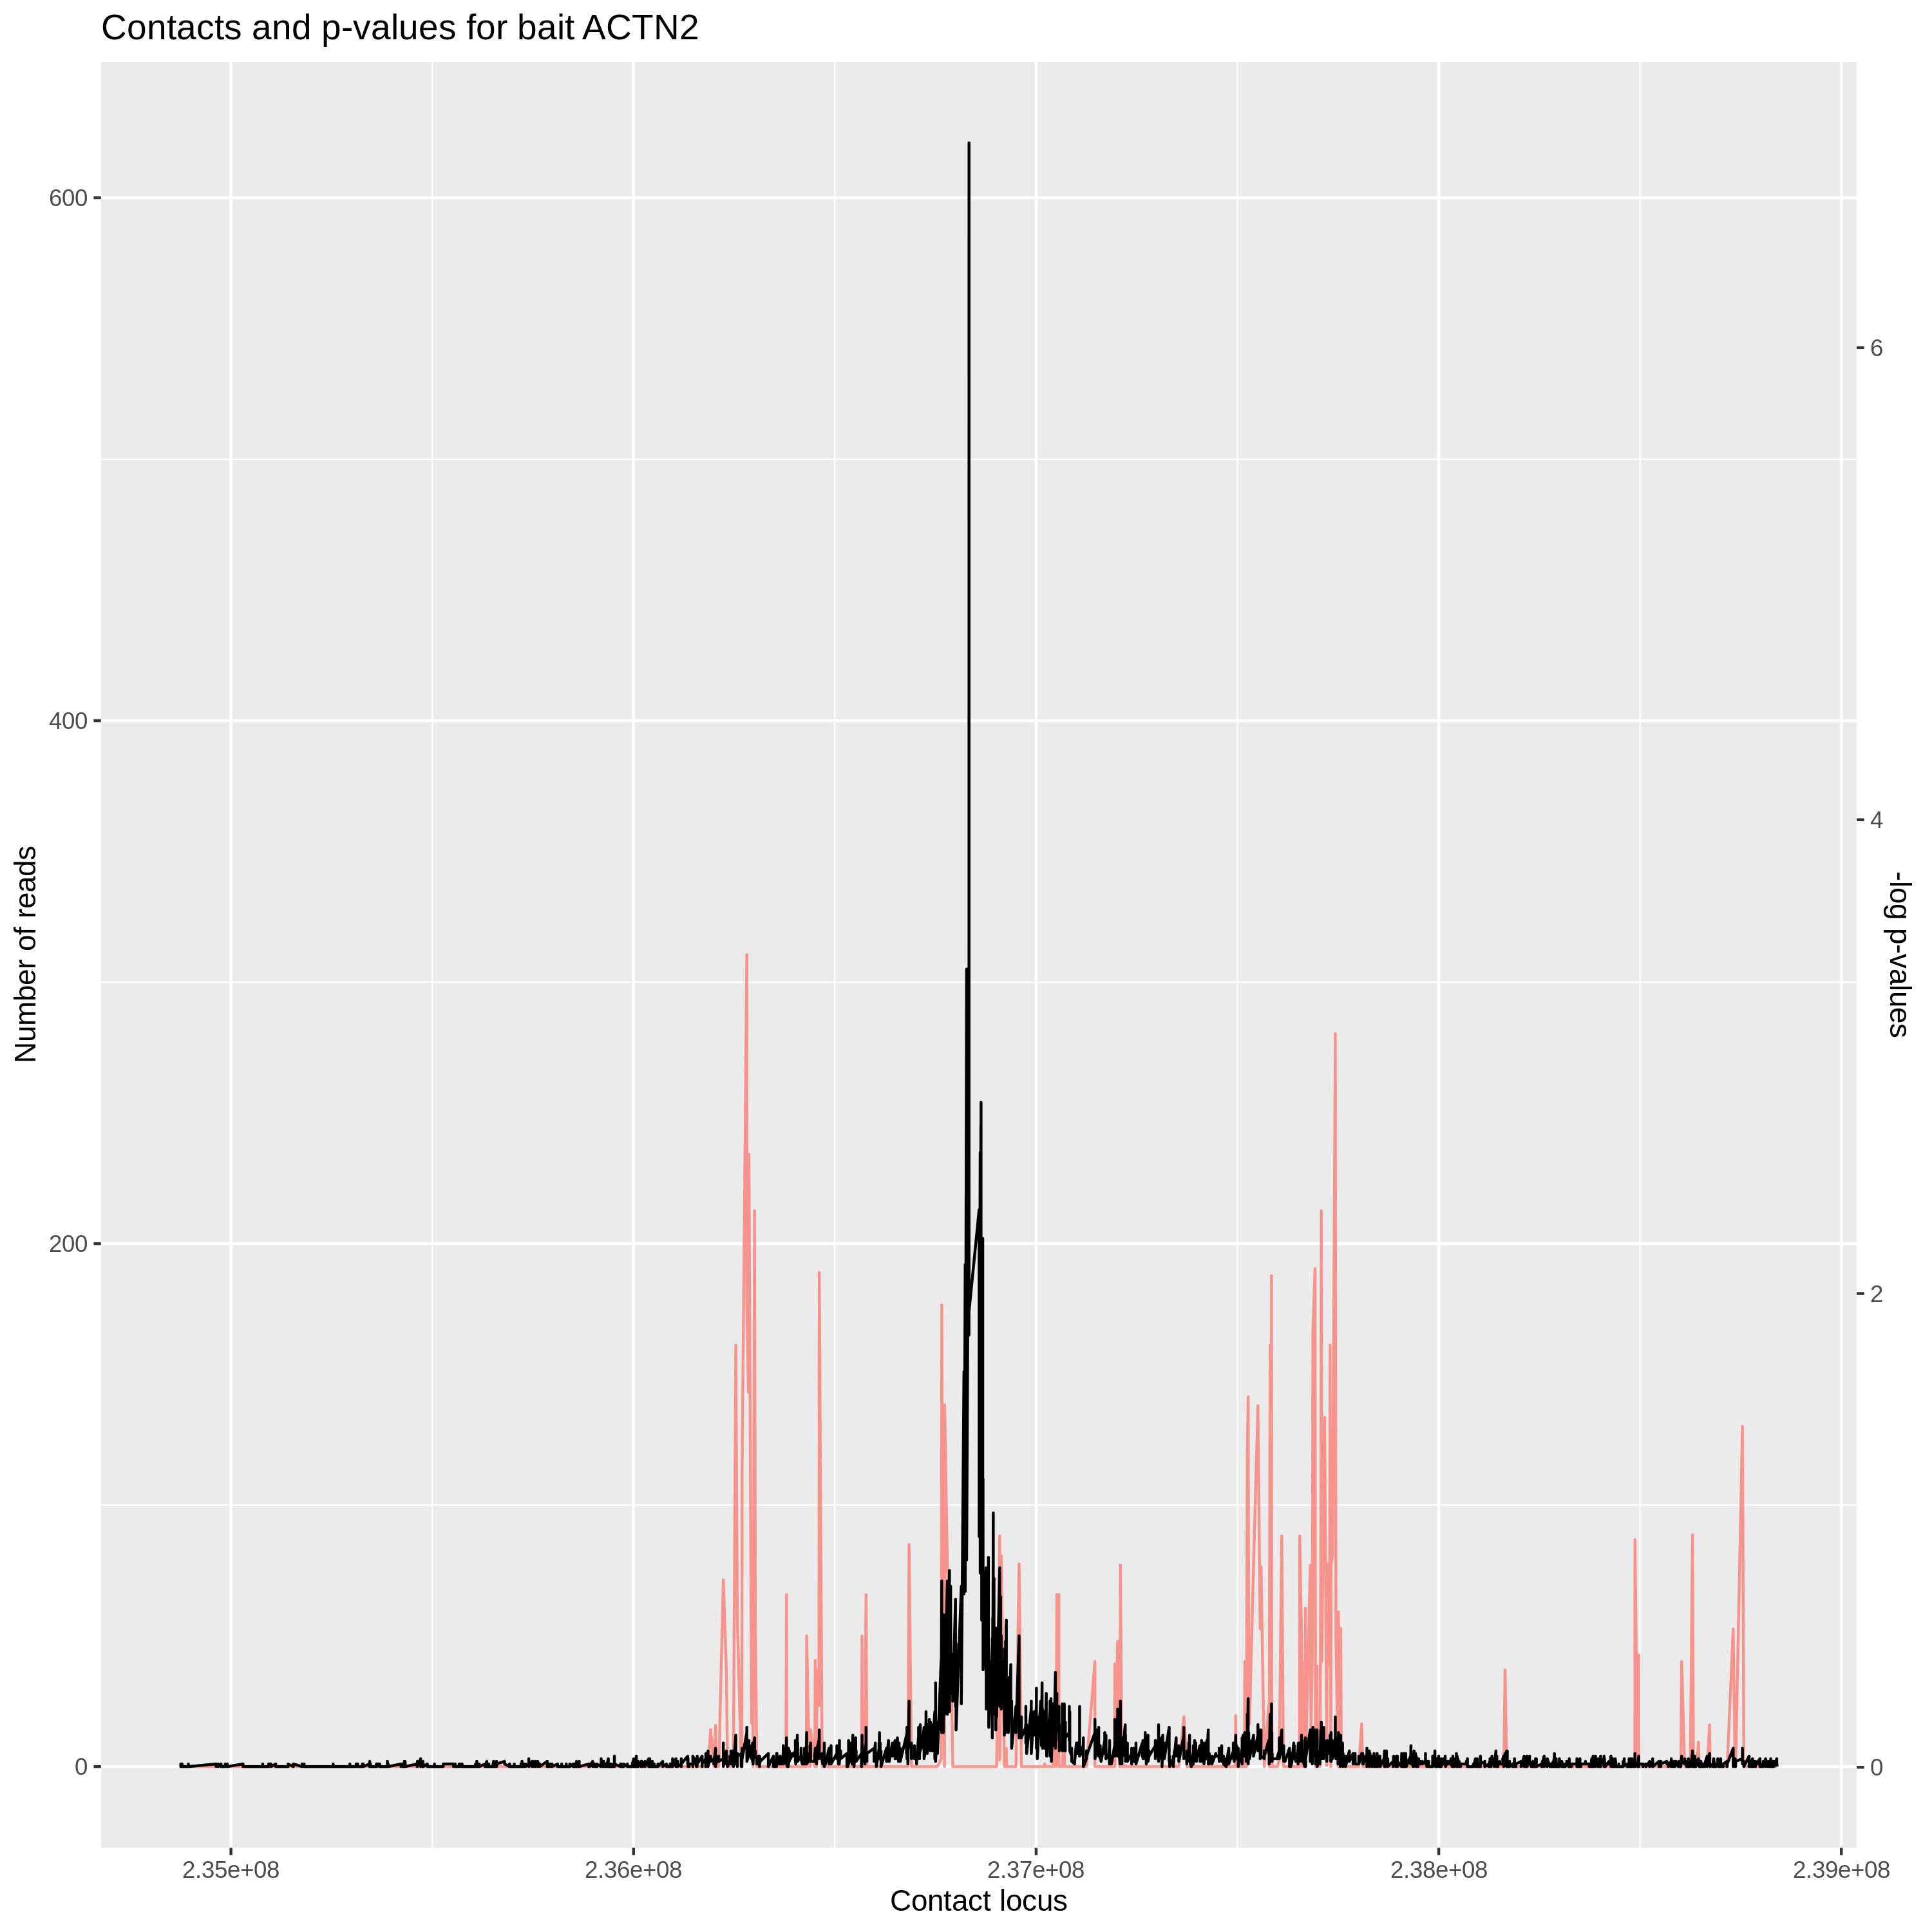 Contacts and p-values for bait ACTN2
600
400
200
0
Number of reads
6
4
2
0
-log p-values
2.35e+08 2.36e+08 2.37e+08 2.38e+08 2.39e+08
Contact locus